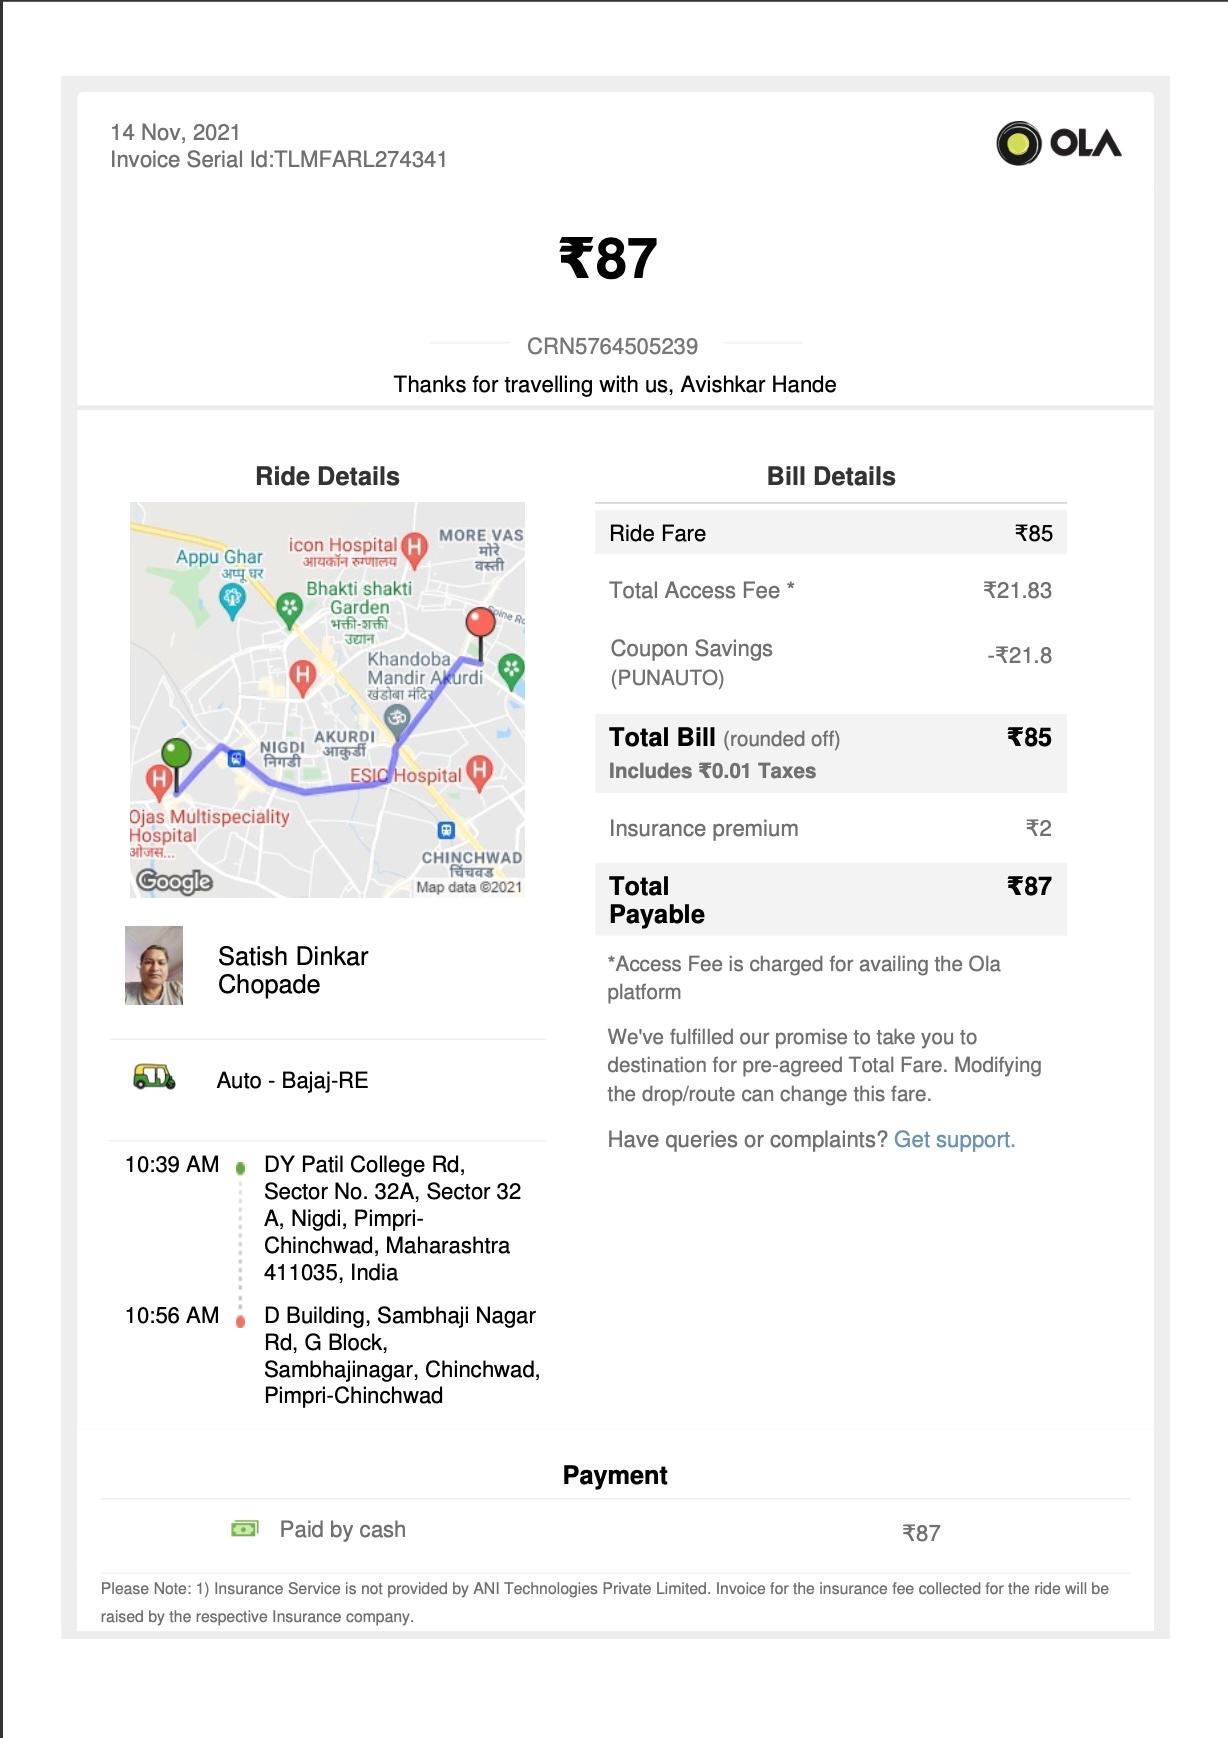 14 Nov, 2021
Invoice Serial Id:TLMFARL274341
OLA
₹87
CRN5764505239
Thanks for travelling with us, Avishkar Hande
Ride Details
MORE VAS
मोरे
वस्ती
icon Hospital
आयकॉन रुग्णालय
Appu Ghar
अप्पू घर
Bhakti shakti
Garden
भक्ती-शक्ती
उद्यान
Spine Ro
Khandoba
Mandir Akurdi
खंडोबा मंदिर
AKURDI
आकुर्डी
NIGDI
निगडी
ESIC Hospital
Ojas Multispeciality
Hospital
ओजस...
CHINCHWAD
चिंचवड
Google
Map data ©2021
Satish Dinkar
Chopade
Auto - Bajaj-RE
10:39 AM
DY Patil College Rd,
Sector No. 32A, Sector 32
A, Nigdi, Pimpri-
Chinchwad, Maharashtra
411035, India
10:56 AM
D Building, Sambhaji Nagar
Rd, G Block,
Sambhajinagar, Chinchwad,
Pimpri-Chinchwad
Bill Details
Ride Fare ₹85
Total Access Fee * ₹21.83
Coupon Savings
(PUNAUTO) -₹21.8
Total Bill (rounded off) ₹85
Includes ₹0.01 Taxes
Insurance premium ₹2
Total
Payable ₹87
*Access Fee is charged for availing the Ola
platform
We've fulfilled our promise to take you to
destination for pre-agreed Total Fare. Modifying
the drop/route can change this fare.
Have queries or complaints? Get support.
Payment
Paid by cash ₹87
Please Note: 1) Insurance Service is not provided by ANI Technologies Private Limited. Invoice for the insurance fee collected for the ride will be
raised by the respective Insurance company.